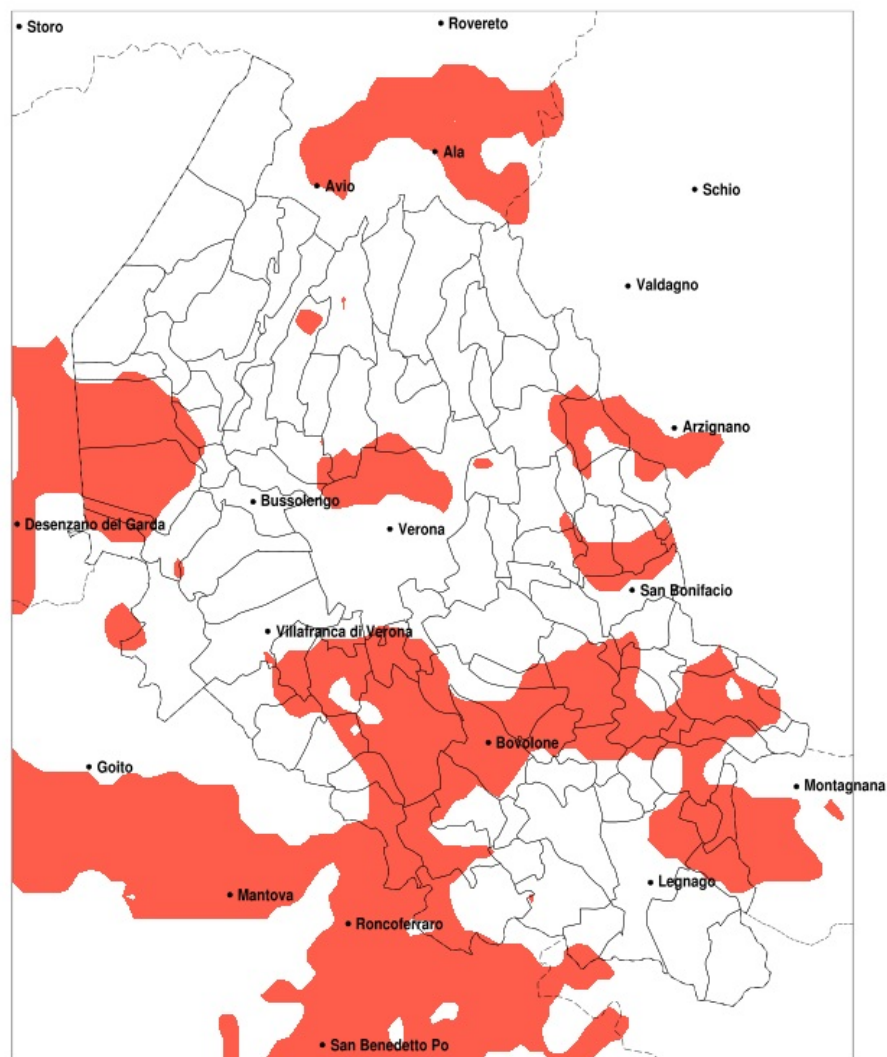 Storo
Rovereto
Ala
Avio
Schio
Valdagno
Arzignano
Bussolengo
Desenzano del Garda
Verona
San Bonifacio
Villafranca di Verona
Bovolone
Goito
Montagnana
Legnago
Mantova
Roncoferraro
San Benedetto Po